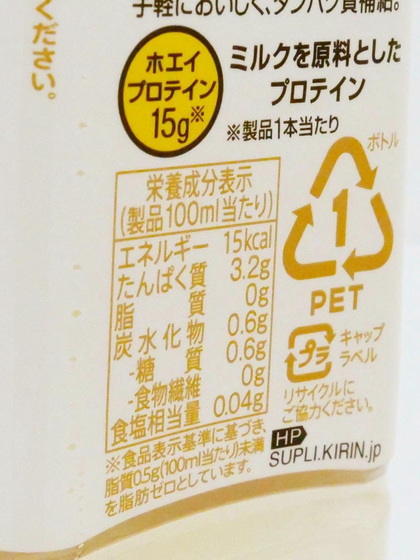 ください。
手軽においしく、タンパク質補給。
ホエイ
プロテイン
15g※
ミルクを原料とした
プロテイン
※製品1本当たり
栄養成分表示
(製品100ml当たり)
エネルギー 15kcal
たんぱく質 3.2g
脂質 0g
炭水化物 0.6g
-糖質 0.6g
-食物繊維 0g
食塩相当量 0.04g
※食品表示基準に基づき、
脂質0.5g(100ml当たり)未満
を脂肪ゼロとしています。
ボトル
1
PET
プラ
キャップ
ラベル
リサイクルに
ご協力ください。
HP
SUPLI.KIRIN.jp